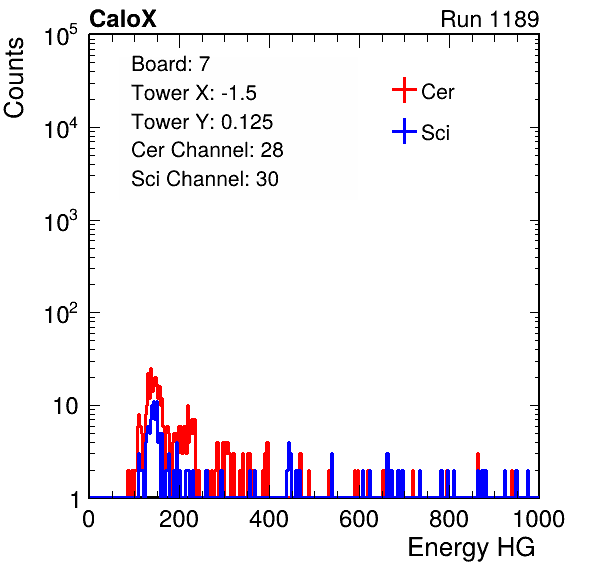 CaloX Run 1189
Counts
10^5
10^4
10^3
10^2
10
1
Board: 7
Tower X: -1.5
Tower Y: 0.125
Cer Channel: 28
Sci Channel: 30
Cer
Sci
0 200 400 600 800 1000
Energy HG